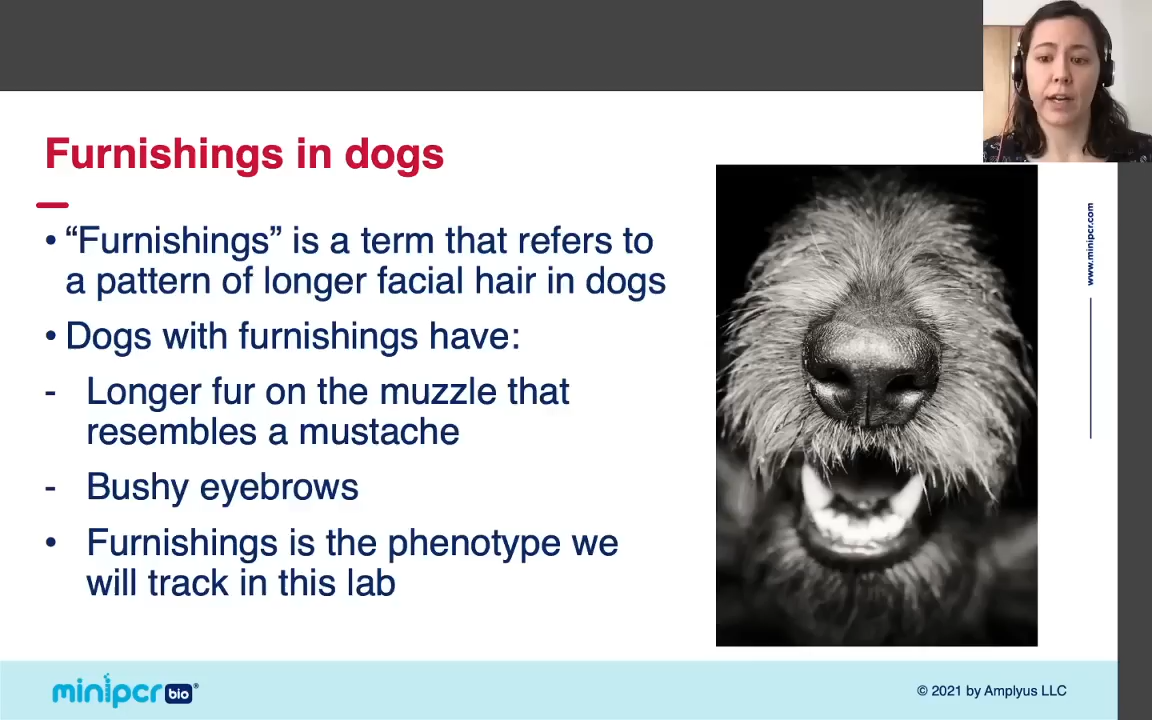 Furnishings in dogs
• “Furnishings” is a term that refers to
a pattern of longer facial hair in dogs
• Dogs with furnishings have:
- Longer fur on the muzzle that
resembles a mustache
- Bushy eyebrows
• Furnishings is the phenotype we
will track in this lab
www.minipcr.com
minipcr bio®
© 2021 by Amplyus LLC